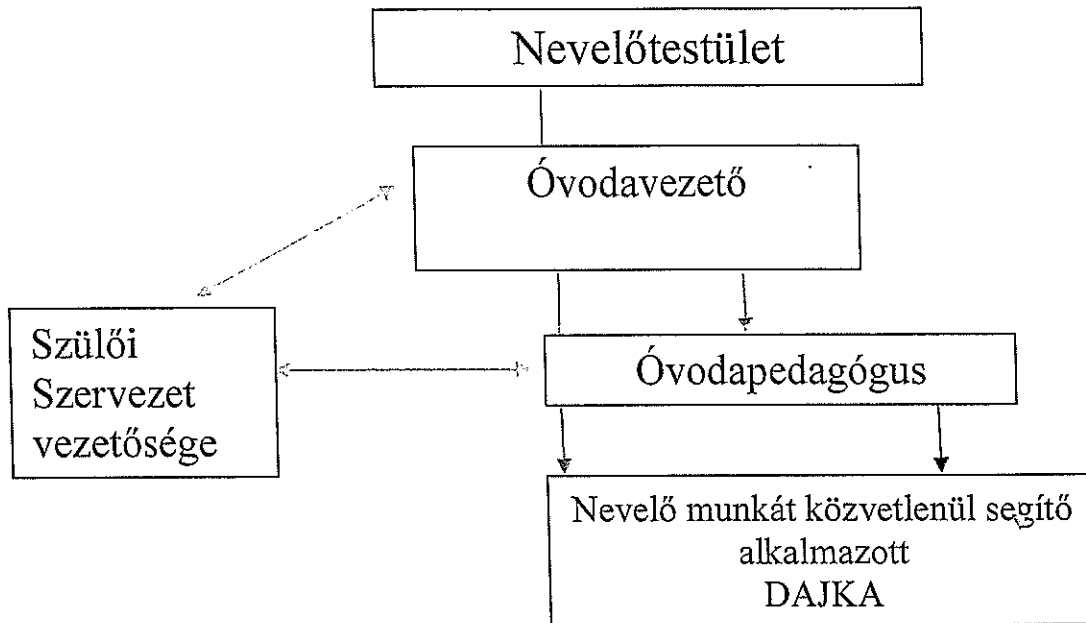 Nevelőtestület
Óvodavezető
Szülői
Szervezet
vezetősége
Óvodapedagógus
Nevelő munkát közvetlenül segítő
alkalmazott
DAJKA